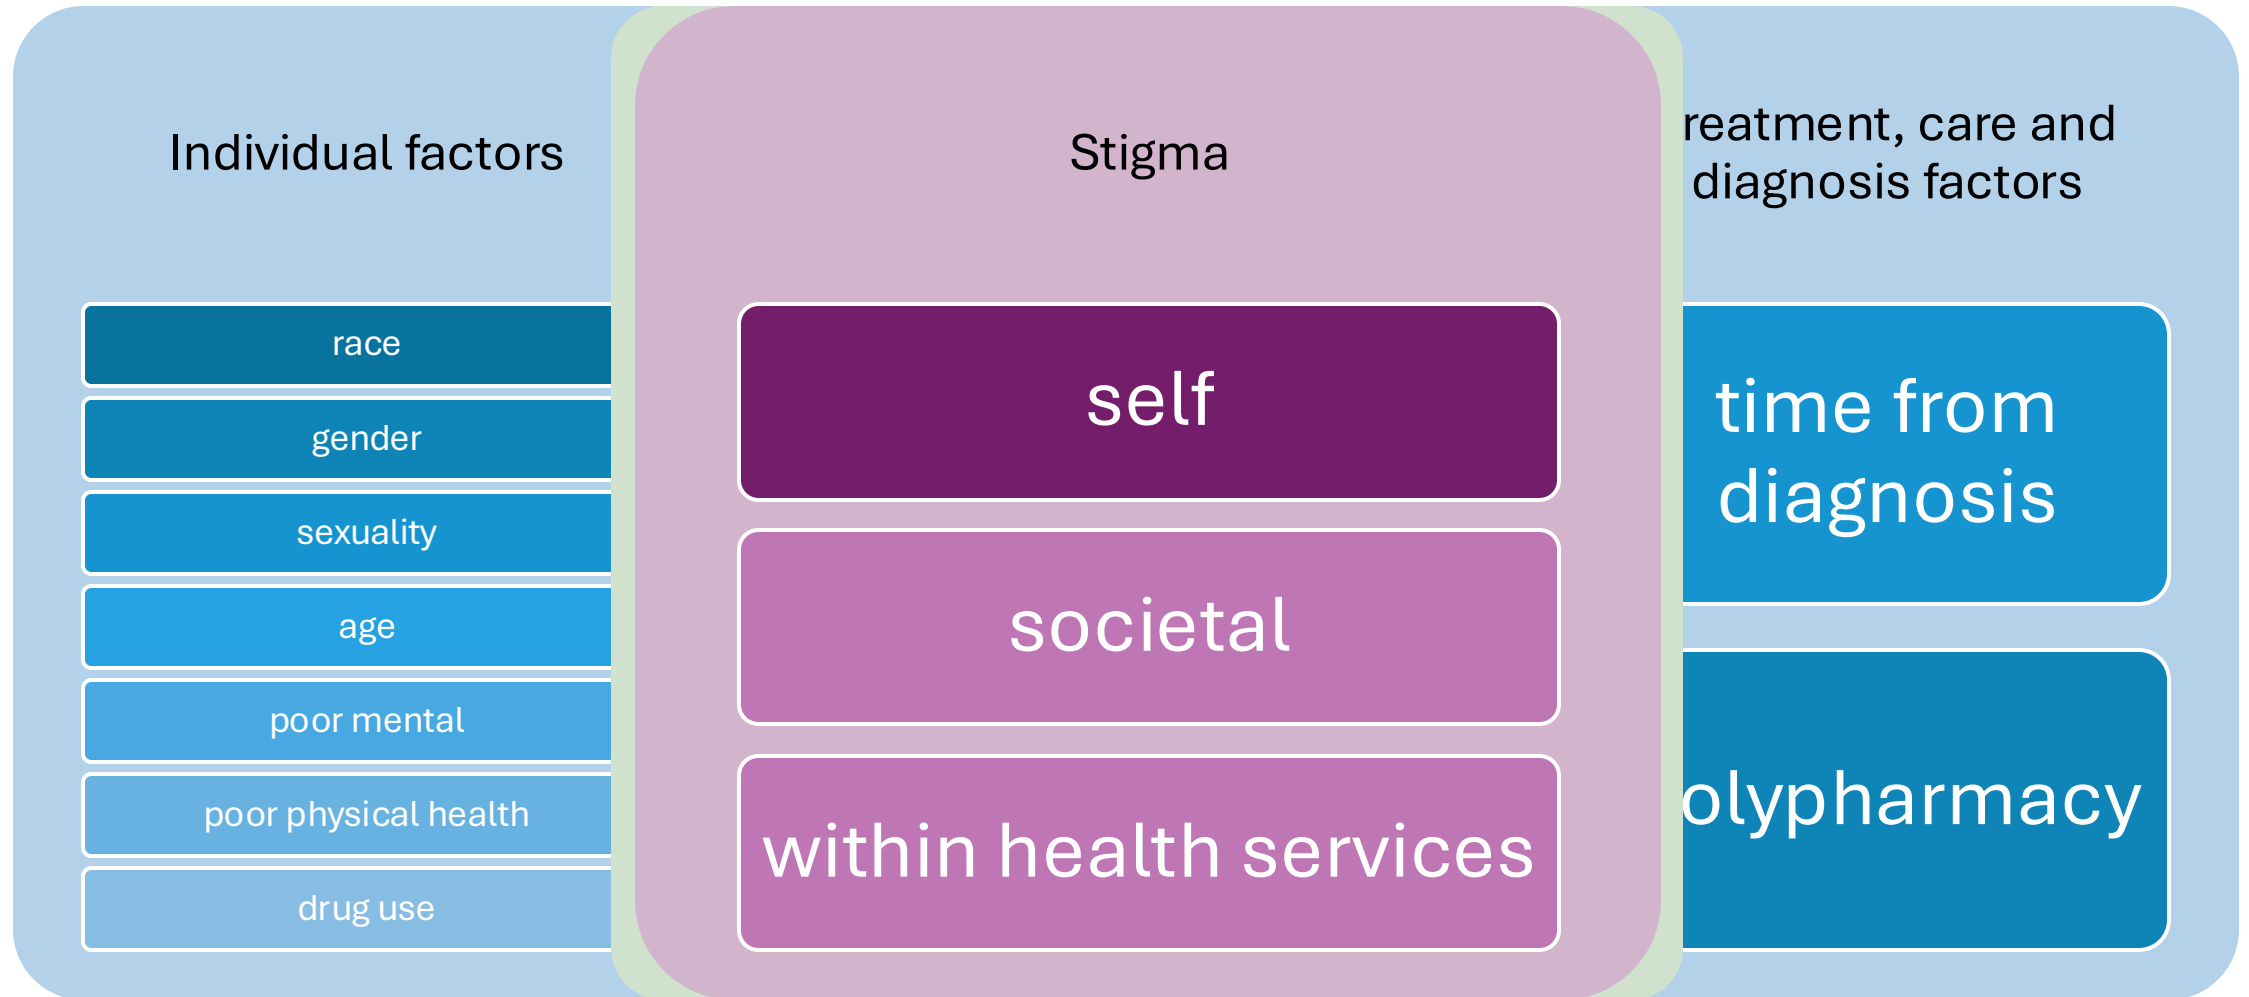 Individual factors
race
gender
sexuality
age
poor mental
poor physical health
drug use
Stigma
self
societal
within health services
reatment, care and
diagnosis factors
time from
diagnosis
olypharmacy